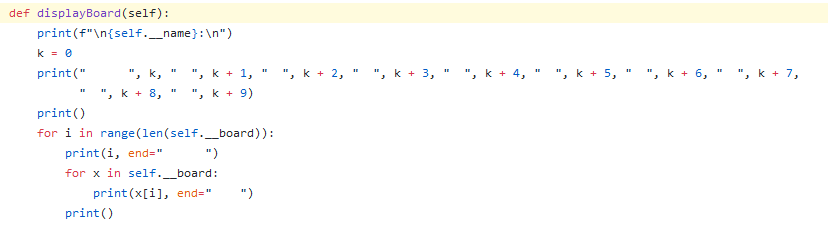 def displayBoard(self):
    print(f"\n{self.__name}:\n")
    k = 0
    print("      ", k, "  ", k + 1, "  ", k + 2, "  ", k + 3, "  ", k + 4, "  ", k + 5, "  ", k + 6, "  ", k + 7,
          "  ", k + 8, "  ", k + 9)
    print()
    for i in range(len(self.__board)):
        print(i, end="      ")
        for x in self.__board:
            print(x[i], end="    ")
        print()